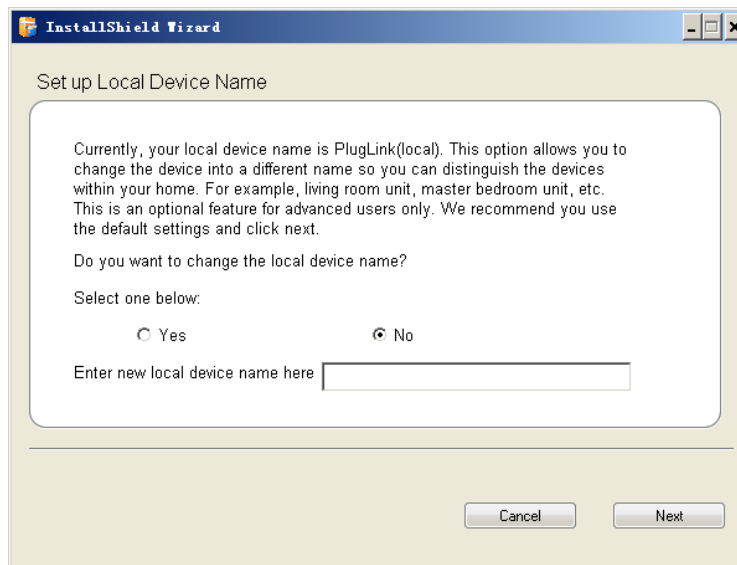 InstallShield Wizard
Set up Local Device Name
Currently, your local device name is PlugLink(local). This option allows you to
change the device into a different name so you can distinguish the devices
within your home. For example, living room unit, master bedroom unit, etc.
This is an optional feature for advanced users only. We recommend you use
the default settings and click next.
Do you want to change the local device name?
Select one below:
Yes No
Enter new local device name here
Cancel Next